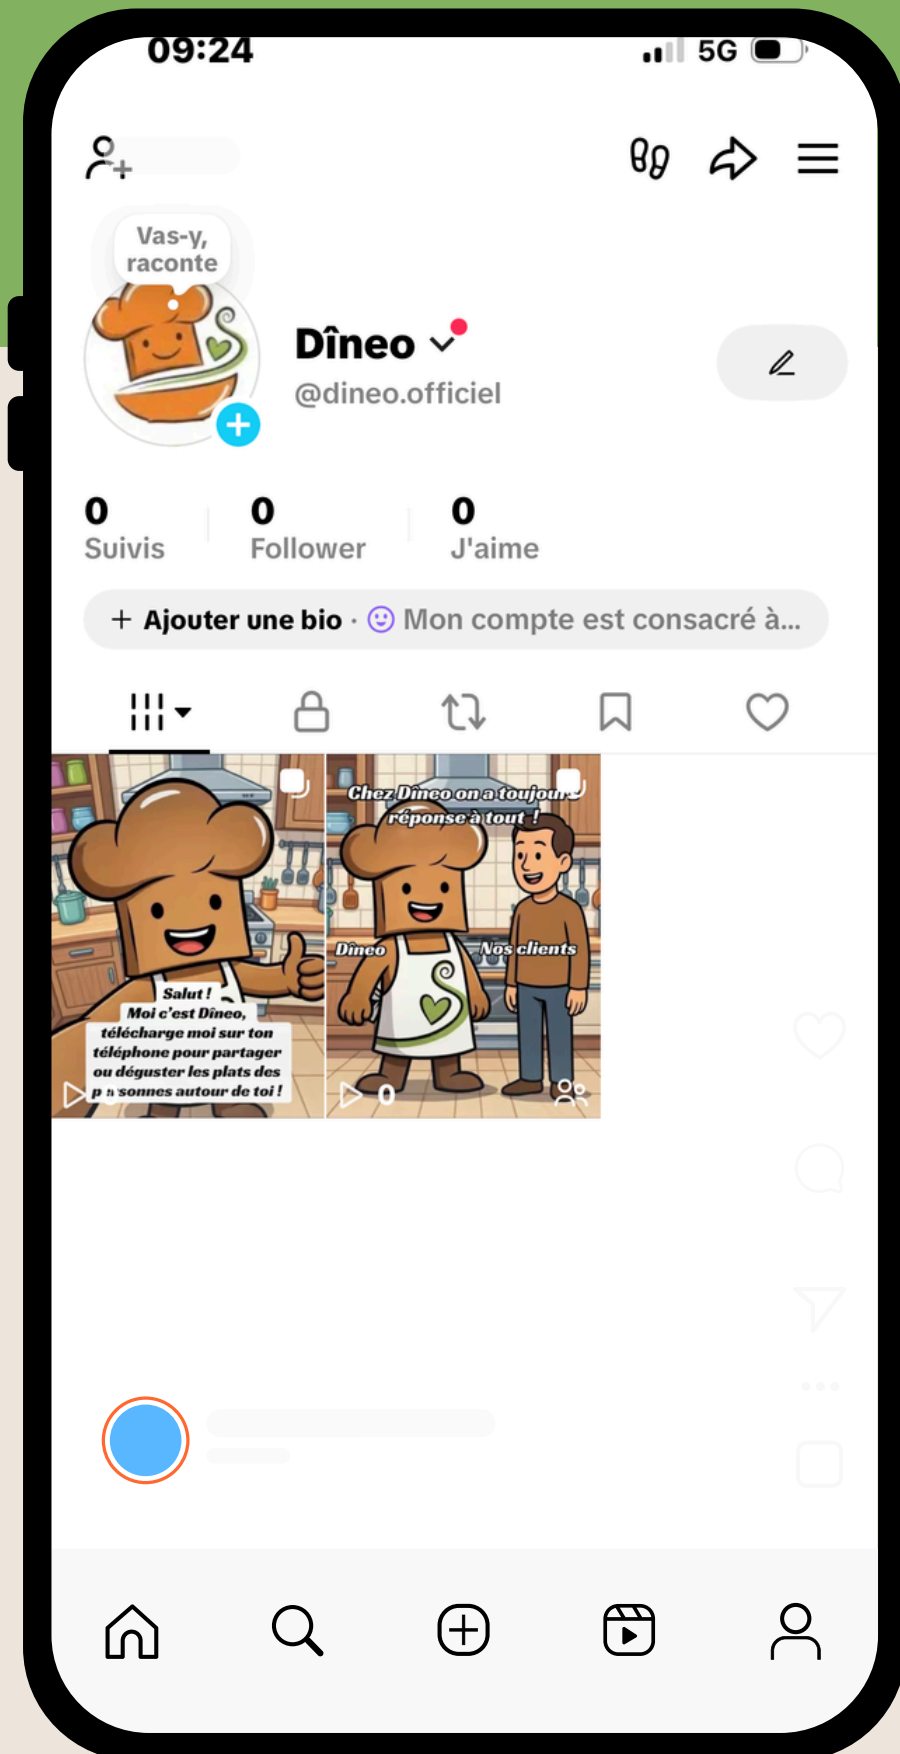 09:24
5G
Vas-y,
raconte
Dîneo
@dineo.officiel
0
Suivis
0
Follower
0
J'aime
+ Ajouter une bio · Mon compte est consacré à...
Salut !
Moi c'est Dîneo,
télécharge moi sur ton
téléphone pour partager
ou déguster les plats des
sonnes autour de toi !
Chez Dîneo on a toujours
réponse à tout !
Dîneo
Nos clients
0